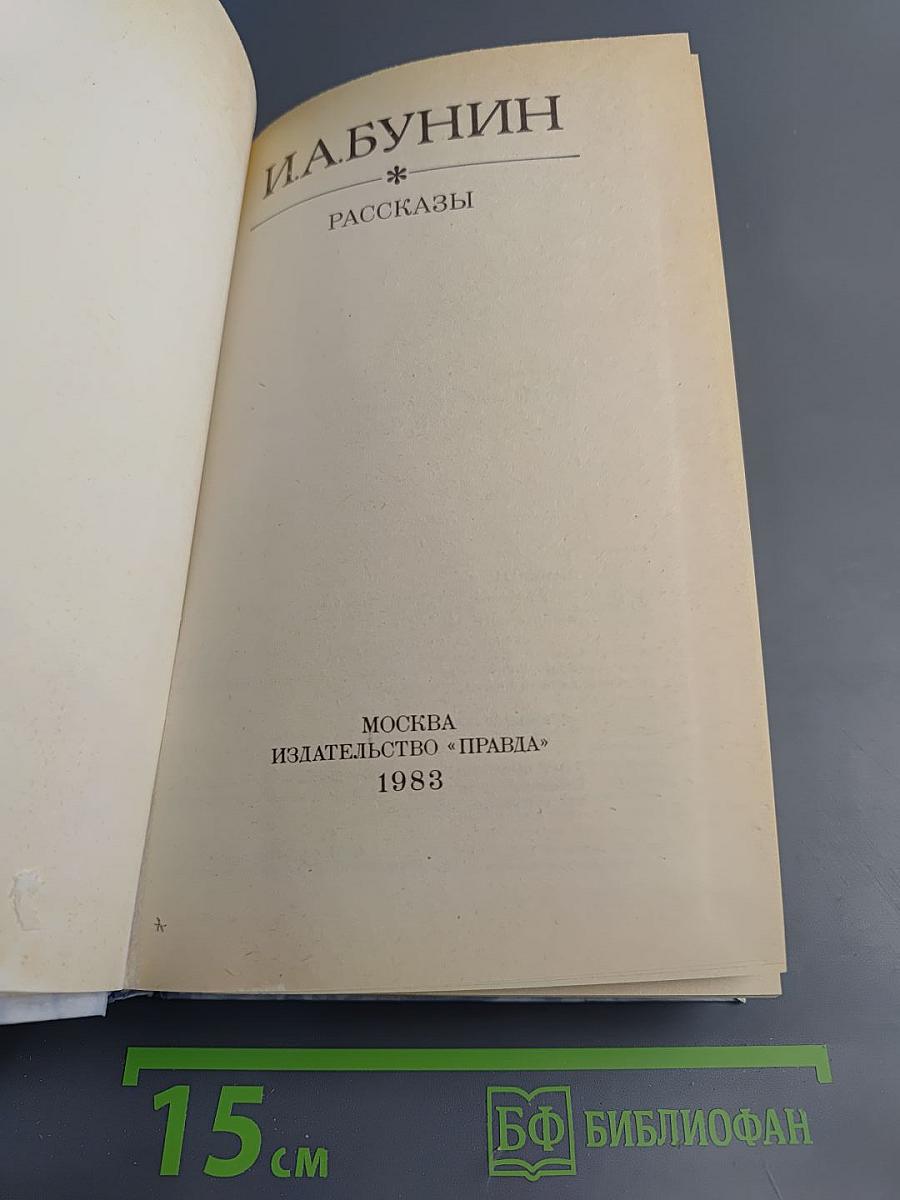 И.А.БУНИН
*
РАССКАЗЫ
МОСКВА
ИЗДАТЕЛЬСТВО «ПРАВДА»
1983
15 см
БФ БИБЛИОФАН